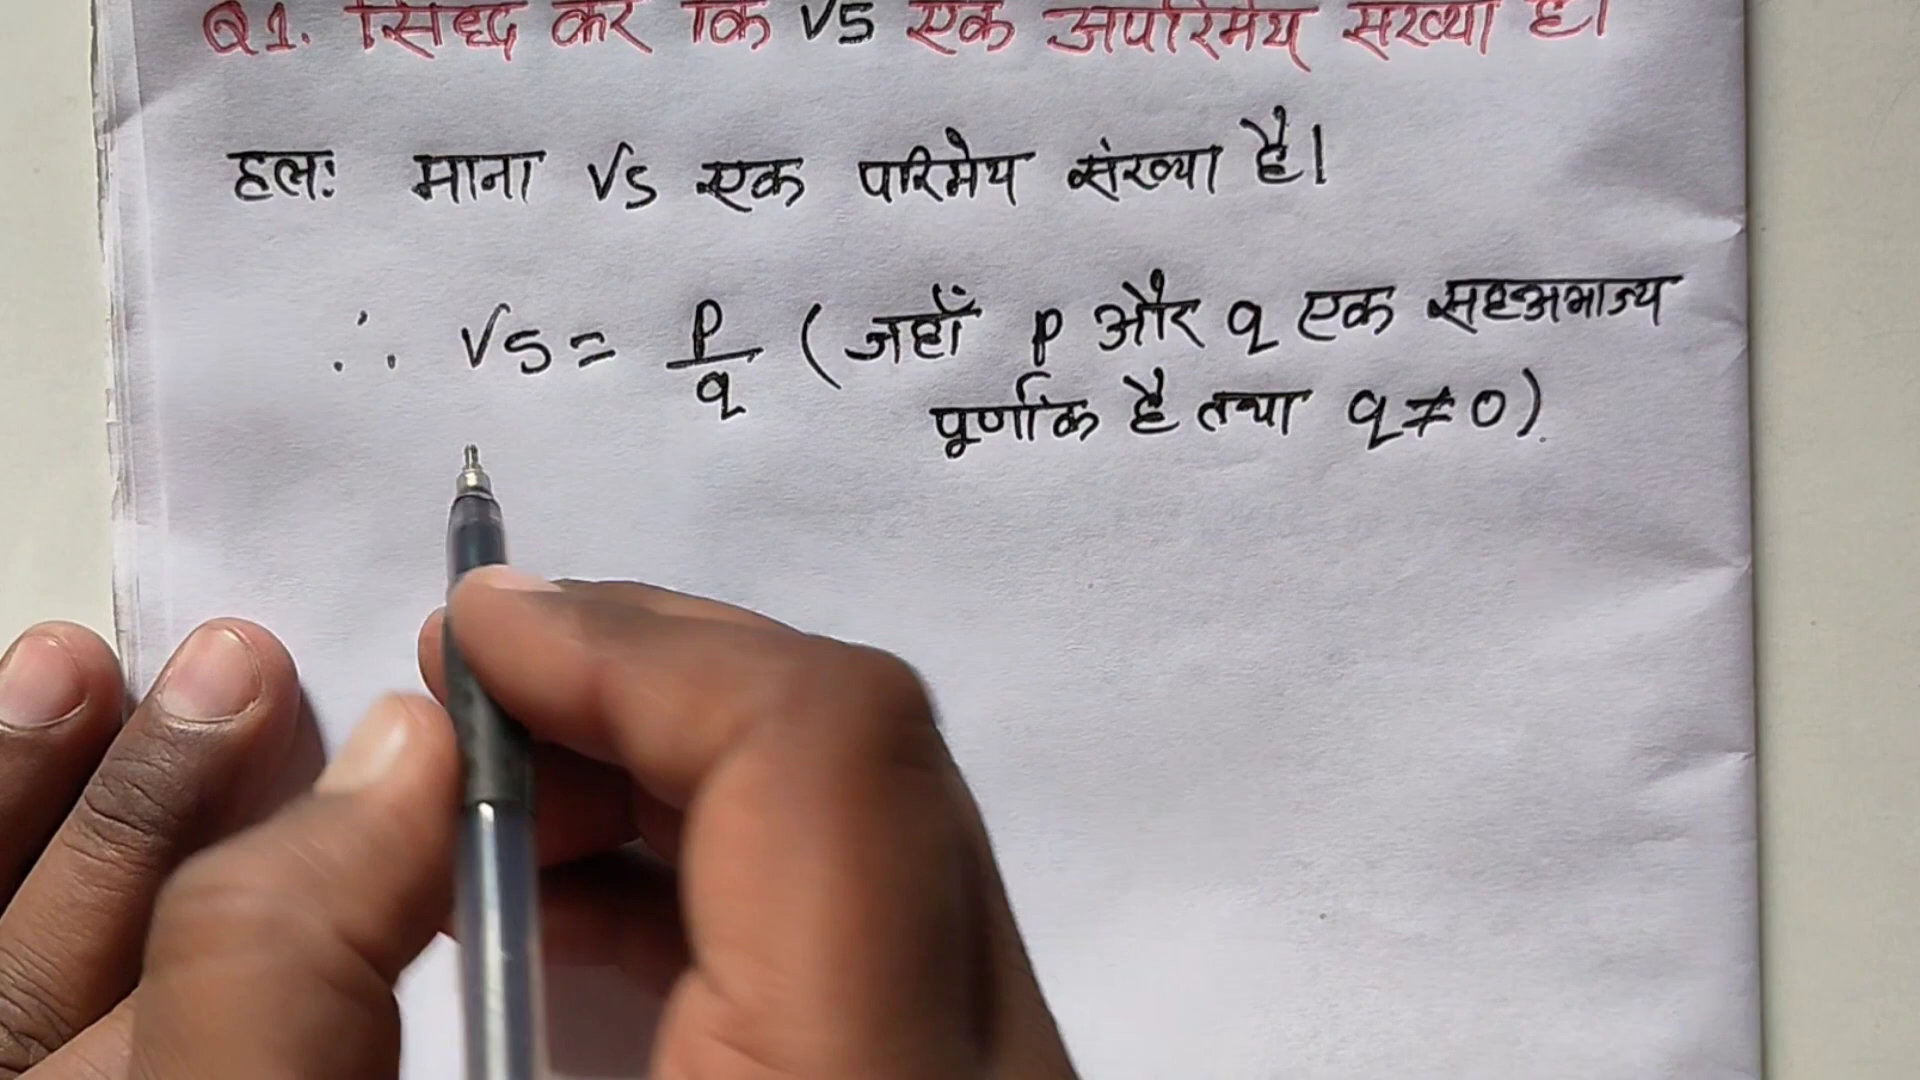 Q1. सिद्ध करें कि √5 एक अपरिमेय संख्या है।
हलः माना √5 एक परिमेय संख्या है।
∴ √5 = p/q (जहाँ p और q एक सहअभाज्य
पूर्णांक है तथा q ≠ 0)